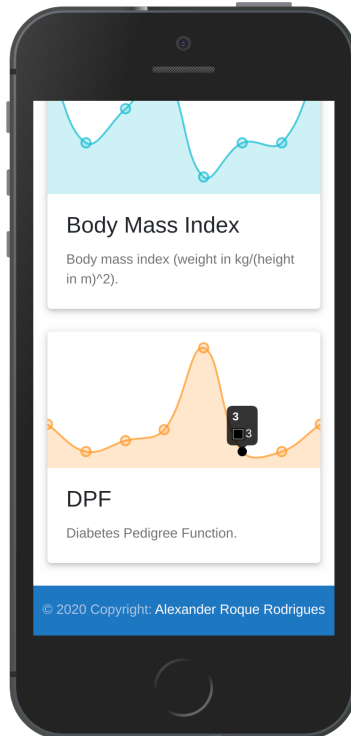 Body Mass Index
Body mass index (weight in kg/(height
in m)^2).
3
3
DPF
Diabetes Pedigree Function.
© 2020 Copyright: Alexander Roque Rodrigues